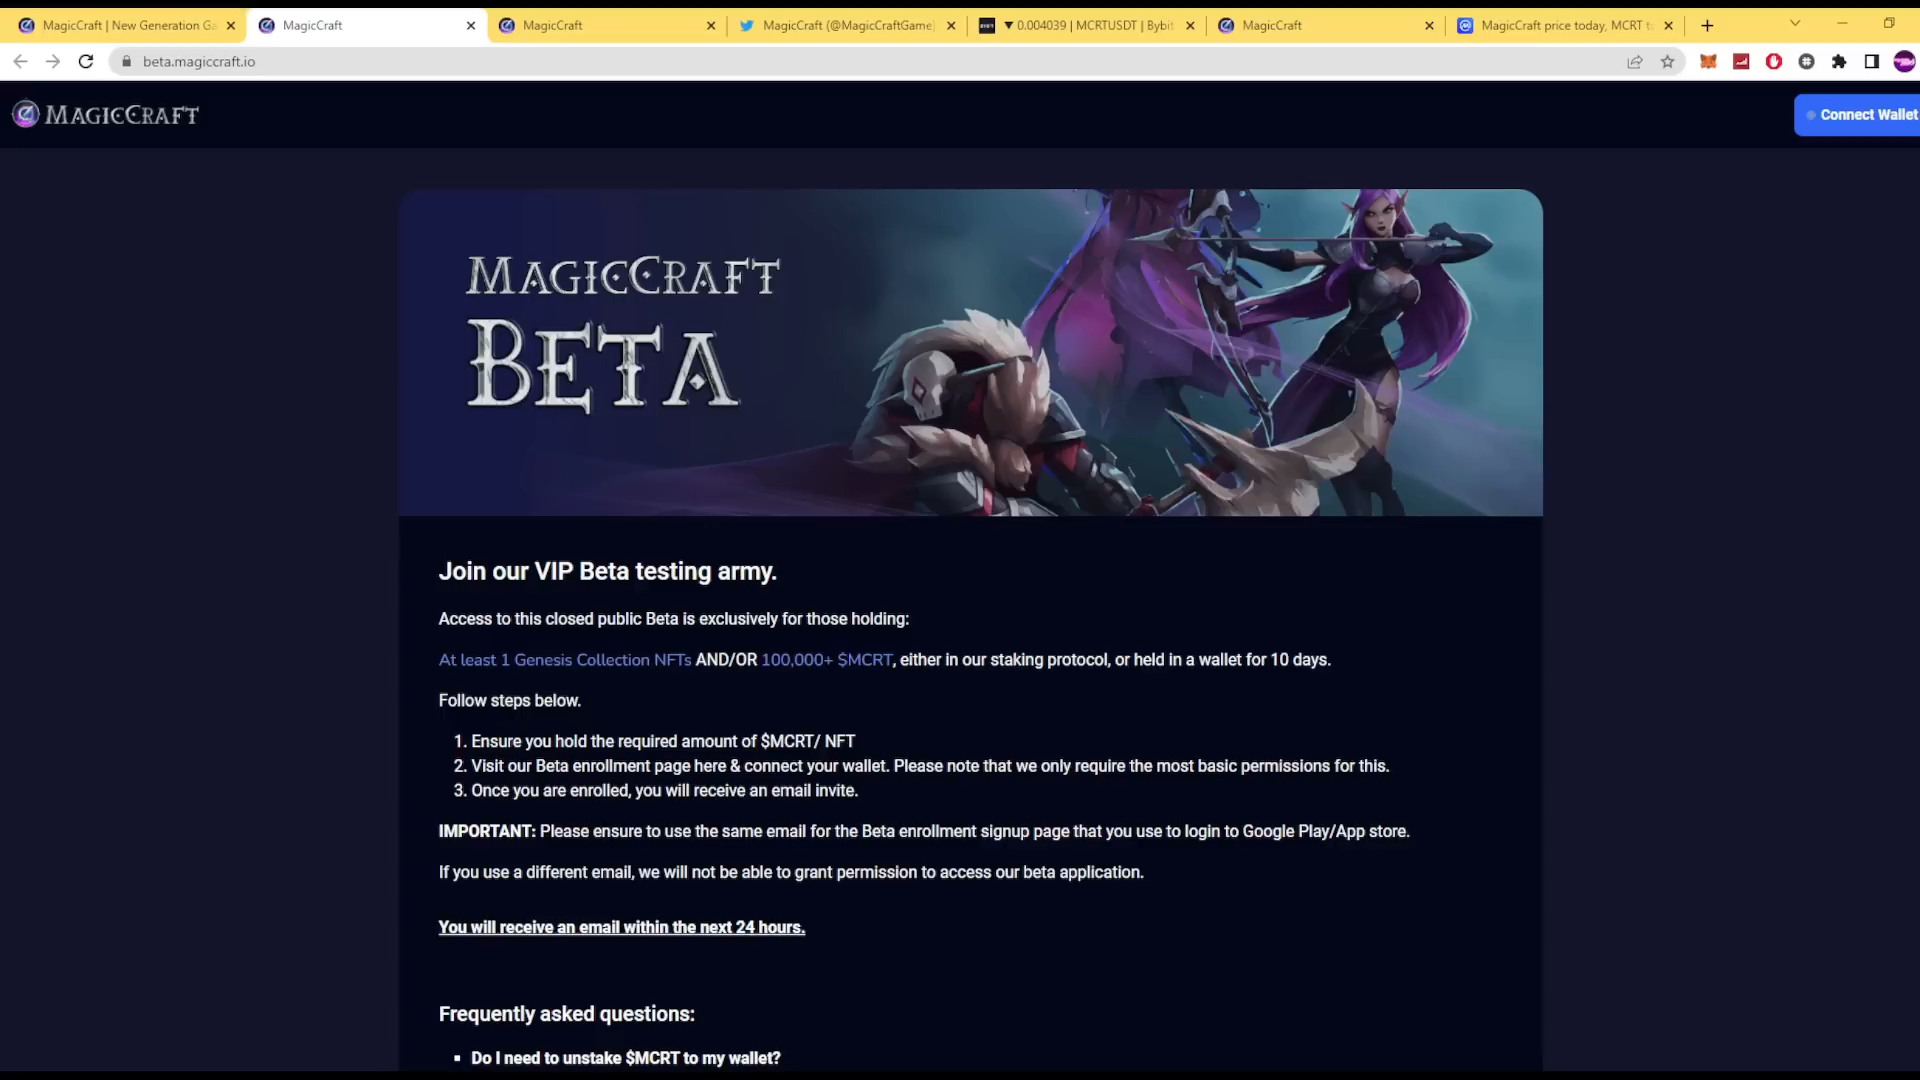 MagicCraft | New Generation Ga
MagicCraft
MagicCraft
MagicCraft (@MagicCraftGame)
▼ 0.004039 | MCRTUSDT | Bybit
MagicCraft
MagicCraft price today, MCRT t
beta.magiccraft.io
MAGICCRAFT
Connect Wallet
MAGICCRAFT
BETA
Join our VIP Beta testing army.
Access to this closed public Beta is exclusively for those holding:
At least 1 Genesis Collection NFTs AND/OR 100,000+ $MCRT, either in our staking protocol, or held in a wallet for 10 days.
Follow steps below.
1. Ensure you hold the required amount of $MCRT/ NFT
2. Visit our Beta enrollment page here & connect your wallet. Please note that we only require the most basic permissions for this.
3. Once you are enrolled, you will receive an email invite.
IMPORTANT: Please ensure to use the same email for the Beta enrollment signup page that you use to login to Google Play/App store.
If you use a different email, we will not be able to grant permission to access our beta application.
You will receive an email within the next 24 hours.
Frequently asked questions:
▪ Do I need to unstake $MCRT to my wallet?